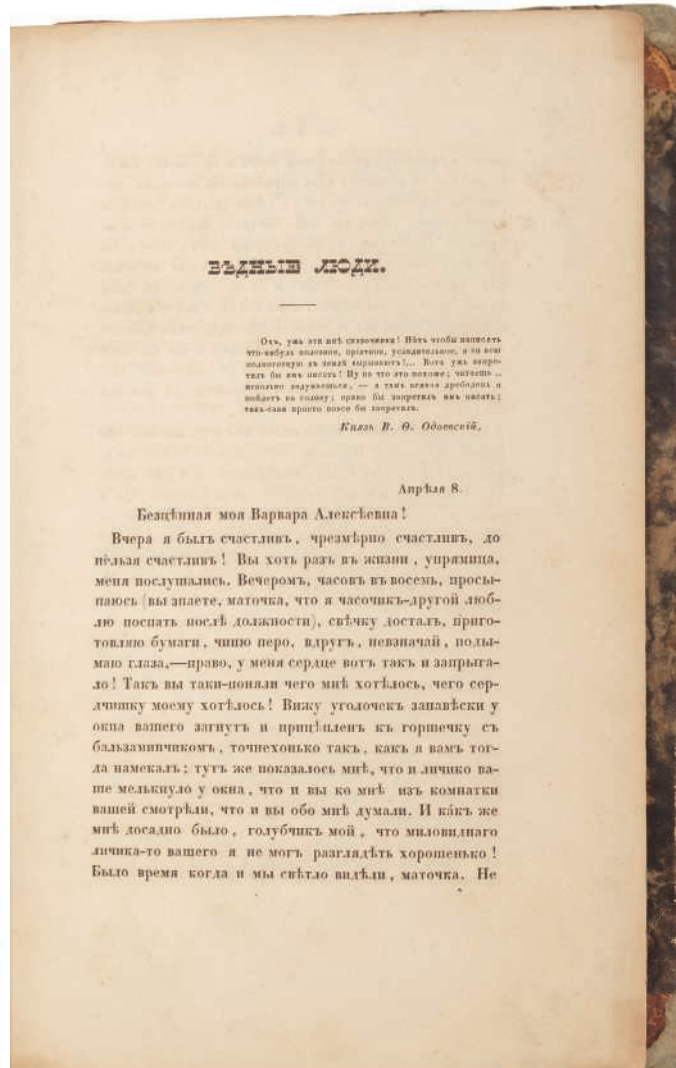 БѢДНЫЕ ЛЮДИ.
Охъ, ужь эти мнѣ сказочники! Нѣтъ чтобы написать
что-нибудь полезное, пріятное, усладительное, а то всю
подноготную въ землѣ вырываютъ!... Вотъ ужь запре-
тилъ бы имъ писать! Ну на что это похоже; читаешь ..
невольно задумаешься, — а тамъ всякая дребедень и
пойдетъ въ голову; право бы запретилъ имъ писать;
такъ-таки просто вовсе бы запретилъ.
Князь В. Ѳ. Одоевскій.
Апрѣля 8.
Безцѣнная моя Варвара Алексѣевна!
Вчера я былъ счастливъ, чрезмѣрно счастливъ, до
нѐльзя счастливъ! Вы хоть разъ въ жизни, упрямица,
меня послушались. Вечеромъ, часовъ въ восемь, просы-
паюсь (вы знаете, маточка, что я часочикъ-другой люб-
лю поспать послѣ должности), свѣчку досталъ, приго-
товляю бумаги, чиню перо, вдругъ, невзначай, поды-
маю глаза,—право, у меня сердце вотъ такъ и запрыга-
ло! Такъ вы таки-поняли чего мнѣ хотѣлось, чего сер-
дчишку моему хотѣлось! Вижу уголочекъ занавѣски у
окна вашего загнутъ и прицѣпленъ къ горшечку съ
бальзаминчикомъ, точнехонько такъ, какъ я вамъ тог-
да намекалъ; тутъ же показалось мнѣ, что и личико ва-
ше мелькнуло у окна, что и вы ко мнѣ изъ комнатки
вашей смотрѣли, что и вы обо мнѣ думали. И ка́къ же
мнѣ досадно было, голубчикъ мой, что миловиднаго
личика-то вашего я не могъ разглядѣть хорошенько!
Было время когда и мы свѣтло видѣли, маточка. Не